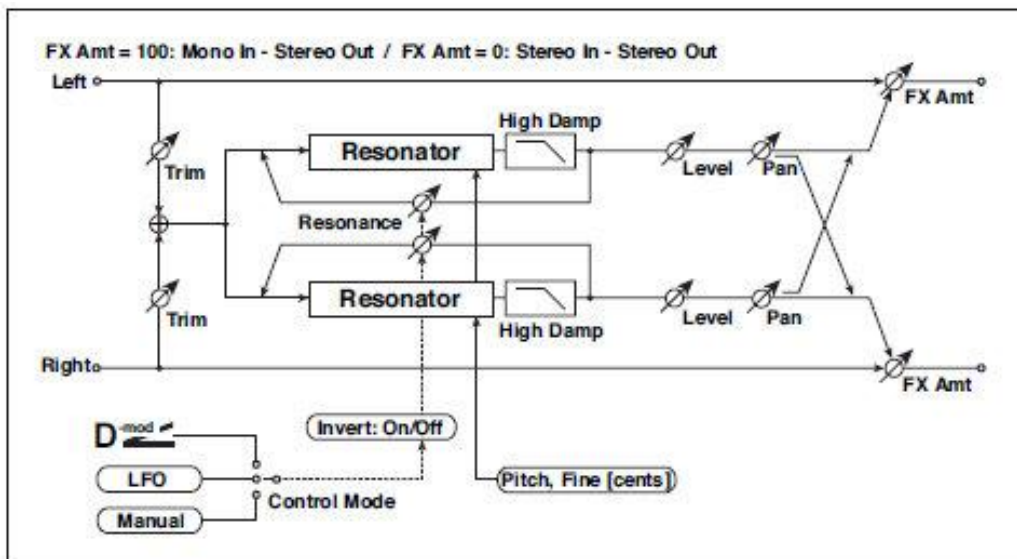 FX Amt = 100: Mono In - Stereo Out / FX Amt = 0: Stereo In - Stereo Out
Left
FX Amt
High Damp
Resonator
Trim
Level
Pan
Resonance
Resonator
Trim
High Damp
Level
Pan
Right
FX Amt
Invert: On/Off
D-mod
LFO
Control Mode
Pitch, Fine [cents]
Manual